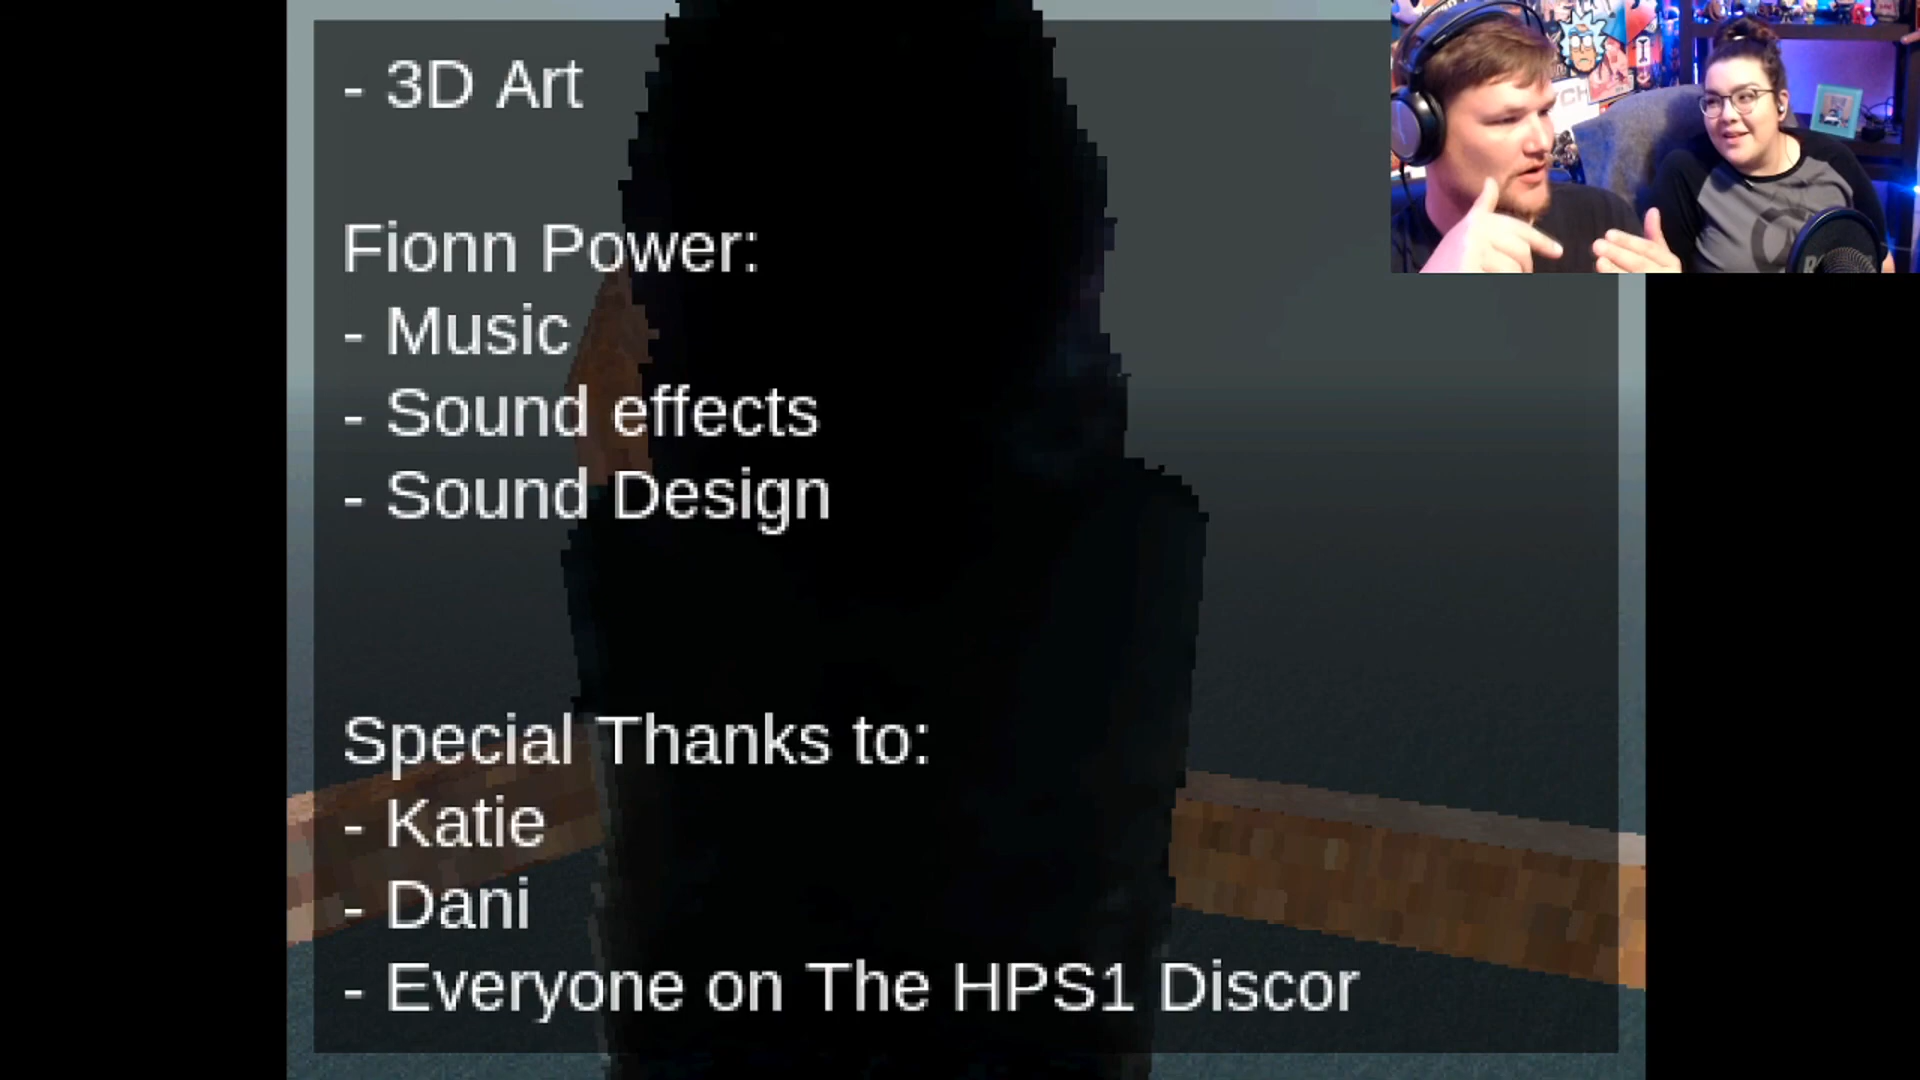 - 3D Art
Fionn Power:
- Music
- Sound effects
- Sound Design
Special Thanks to:
- Katie
- Dani
- Everyone on The HPS1 Discor